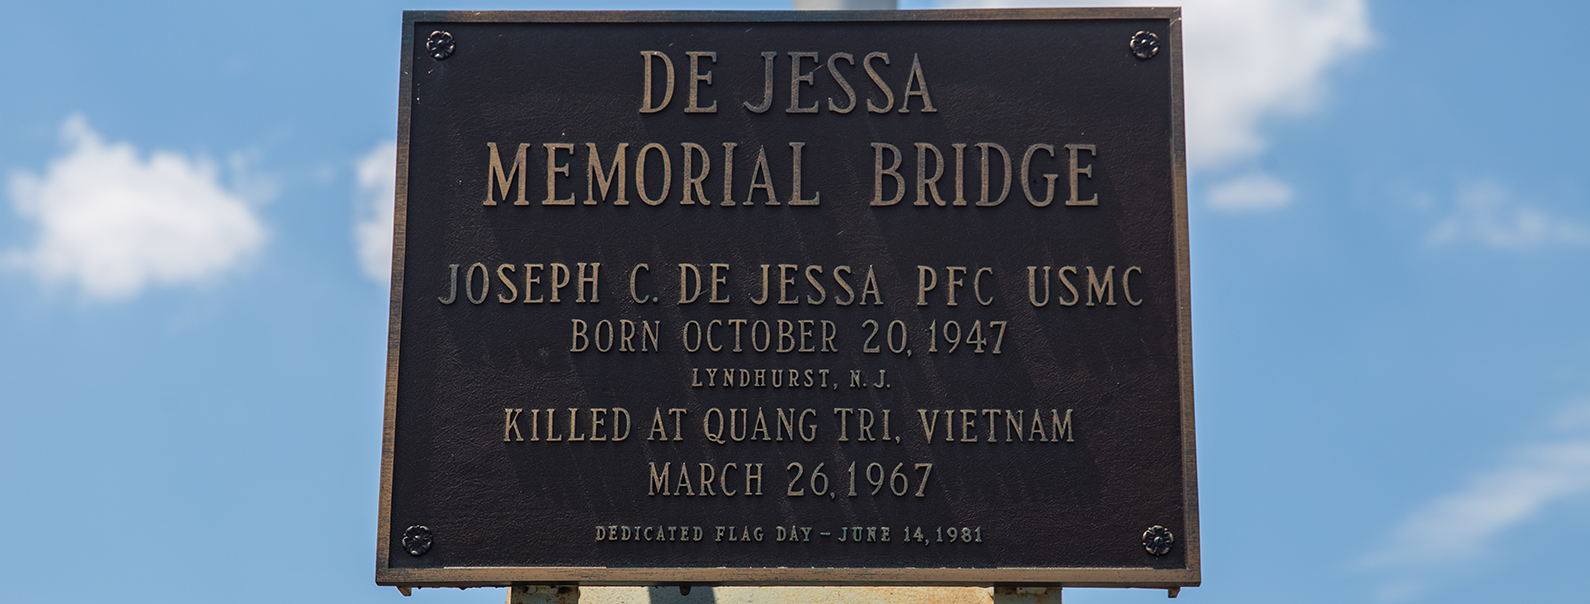 DE JESSA
MEMORIAL BRIDGE
JOSEPH C. DE JESSA PFC USMC
BORN OCTOBER 20, 1947
LYNDHURST, N.J.
KILLED AT QUANG TRI, VIETNAM
MARCH 26, 1967
DEDICATED FLAG DAY – JUNE 14, 1981